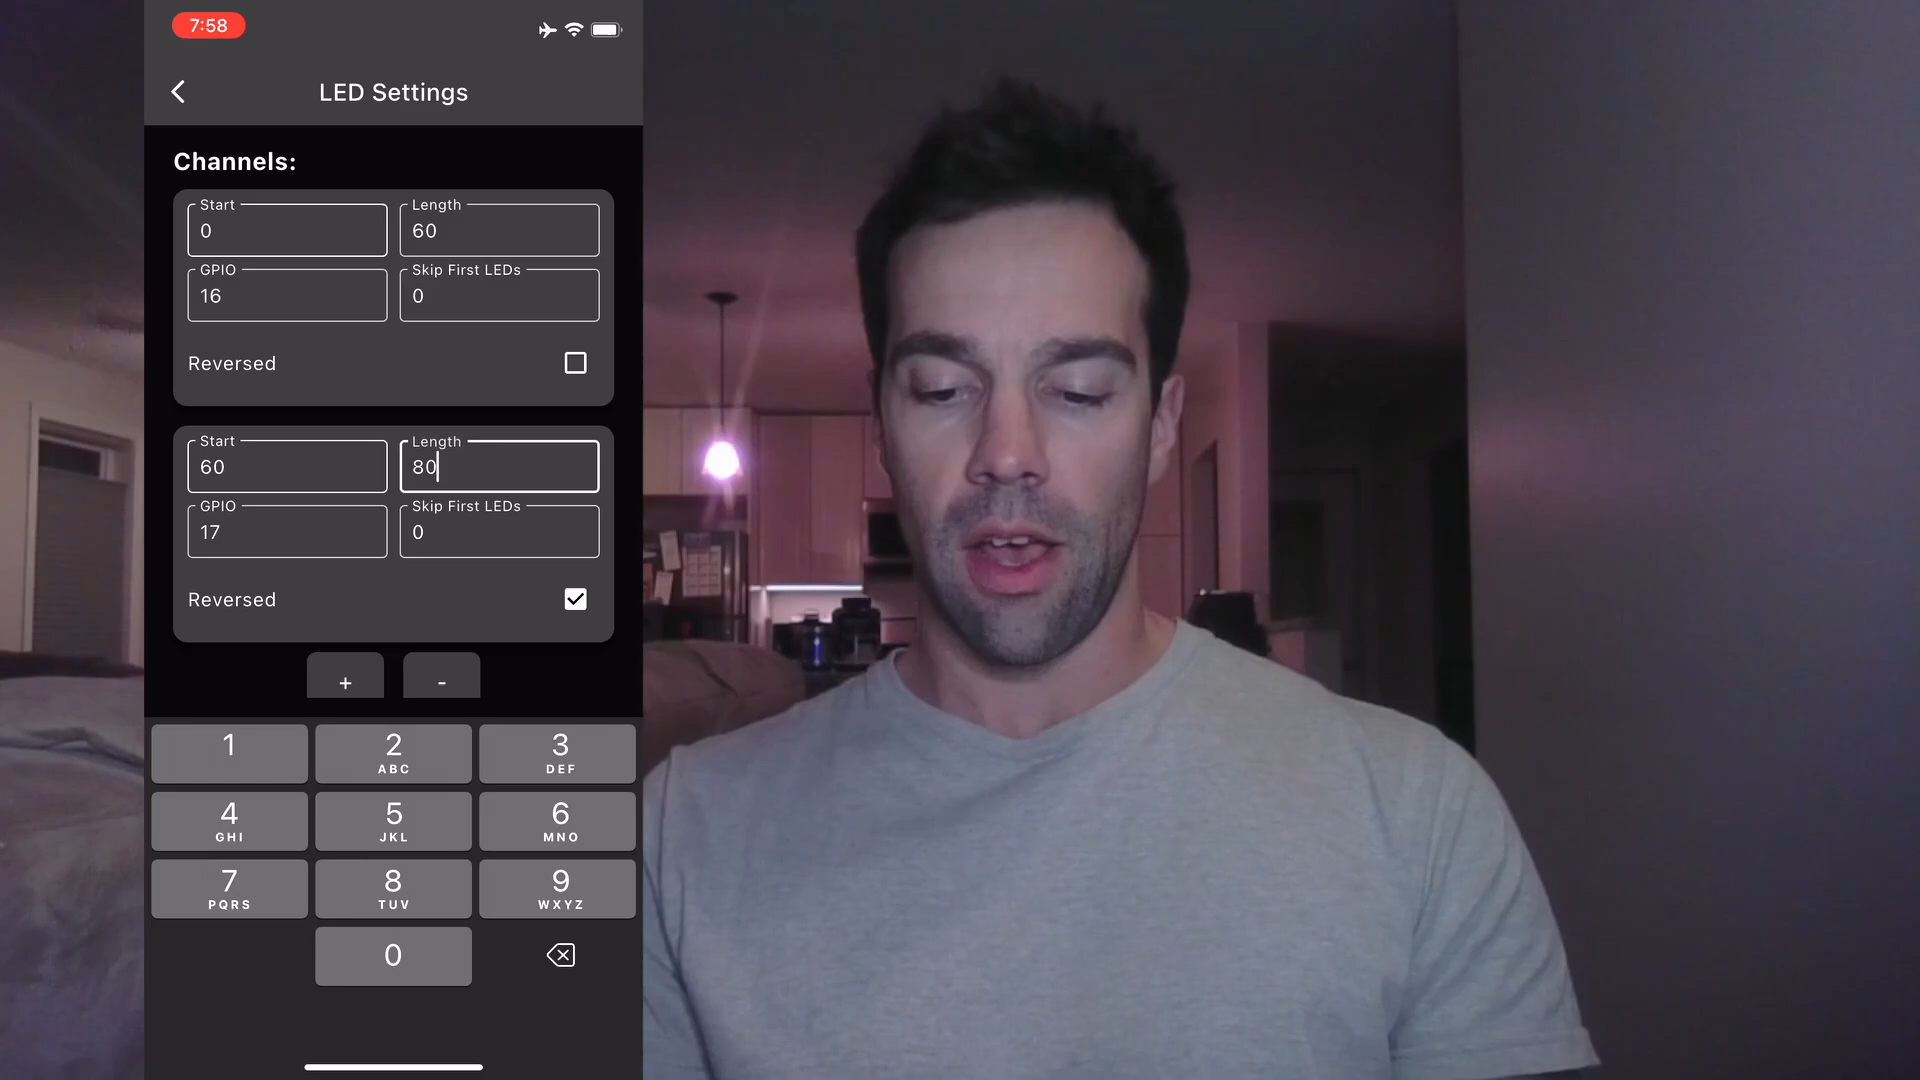 7:58
LED Settings
Channels:
Start
Length
0
60
GPIO
Skip First LEDs
16
0
Reversed
Start
Length
60
80
GPIO
Skip First LEDs
17
0
Reversed
+
-
1
2
3
ABC
DEF
4
5
6
GHI
JKL
MNO
7
8
9
PQRS
TUV
WXYZ
0